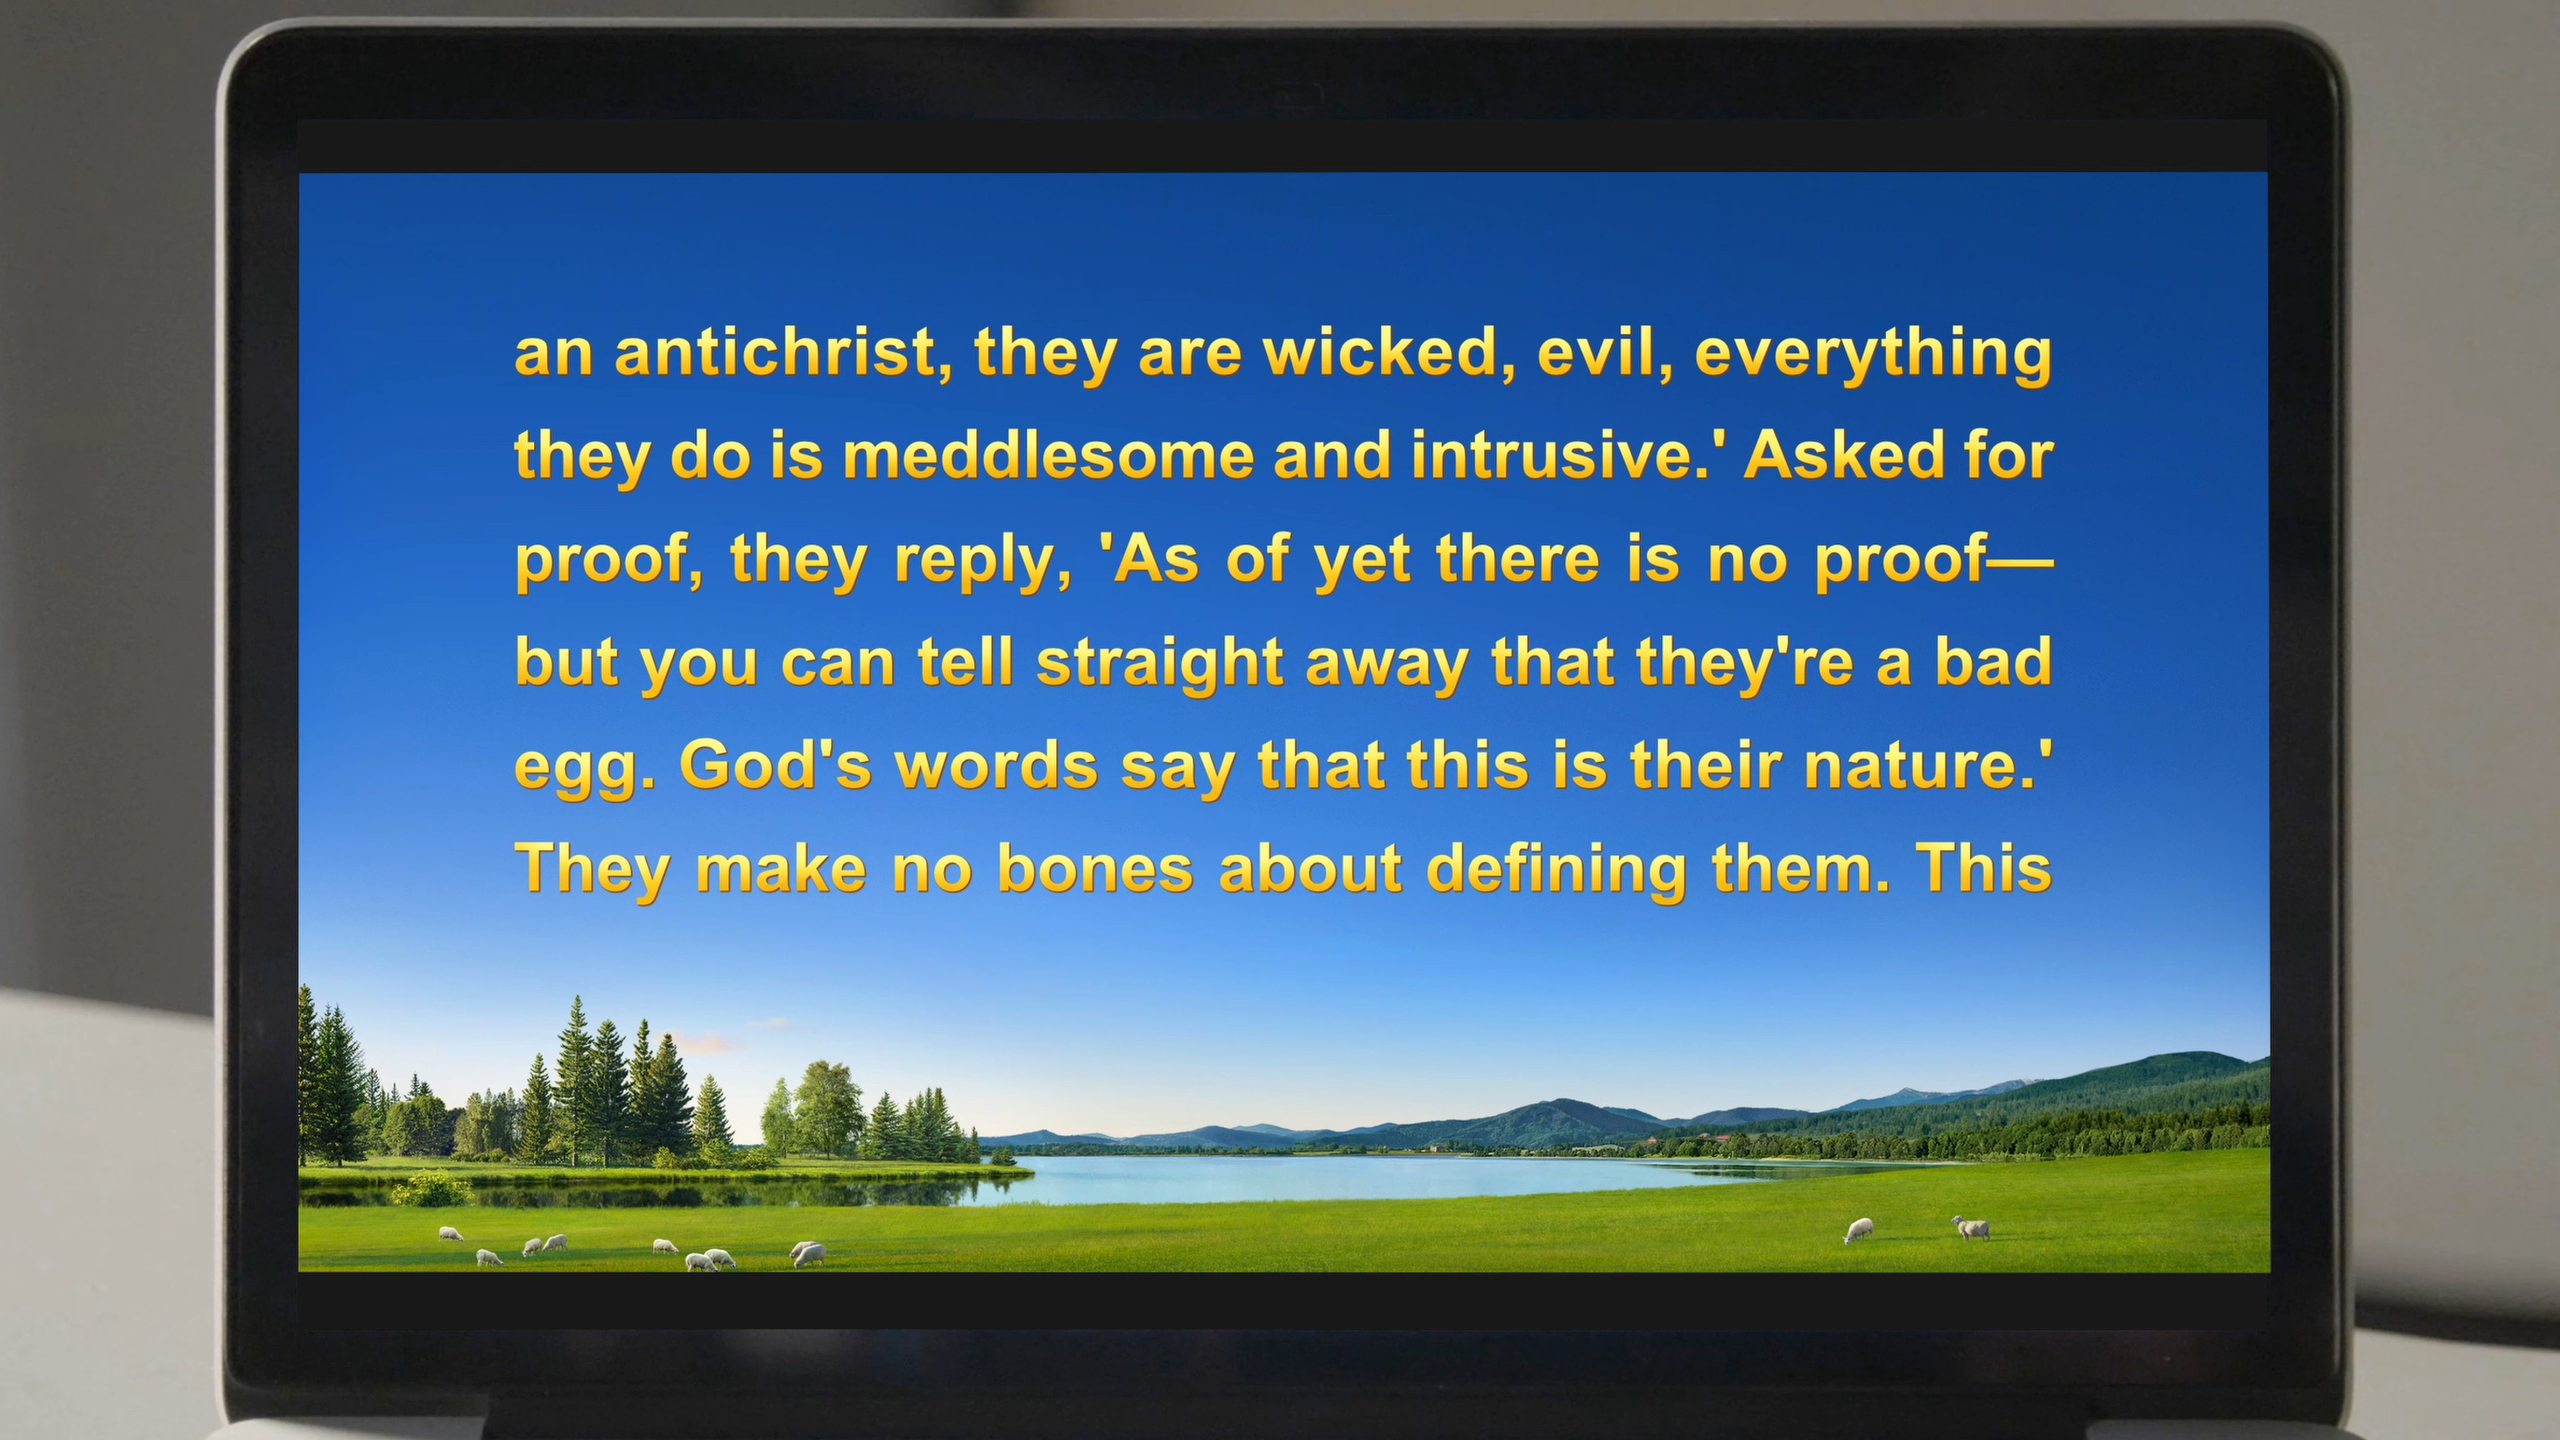 an antichrist, they are wicked, evil, everything
they do is meddlesome and intrusive.' Asked for
proof, they reply, 'As of yet there is no proof—
but you can tell straight away that they're a bad
egg. God's words say that this is their nature.'
They make no bones about defining them. This